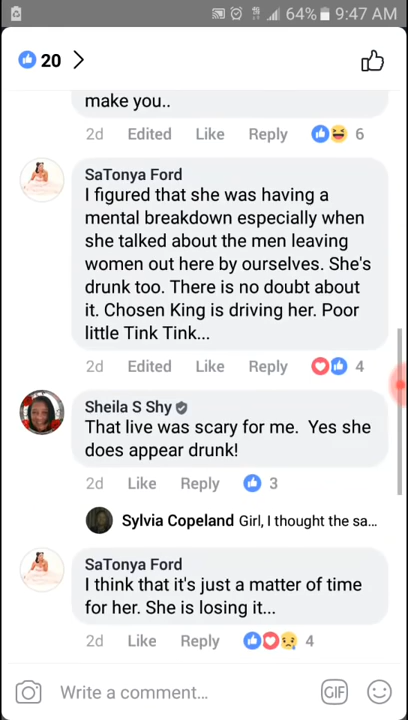 64% 9:47 AM
20
make you..
2d Edited Like Reply 6
SaTonya Ford
I figured that she was having a
mental breakdown especially when
she talked about the men leaving
women out here by ourselves. She's
drunk too. There is no doubt about
it. Chosen King is driving her. Poor
little Tink Tink...
2d Edited Like Reply 4
Sheila S Shy
That live was scary for me. Yes she
does appear drunk!
2d Like Reply 3
Sylvia Copeland Girl, I thought the sa...
SaTonya Ford
I think that it's just a matter of time
for her. She is losing it...
2d Like Reply 4
Write a comment...
GIF